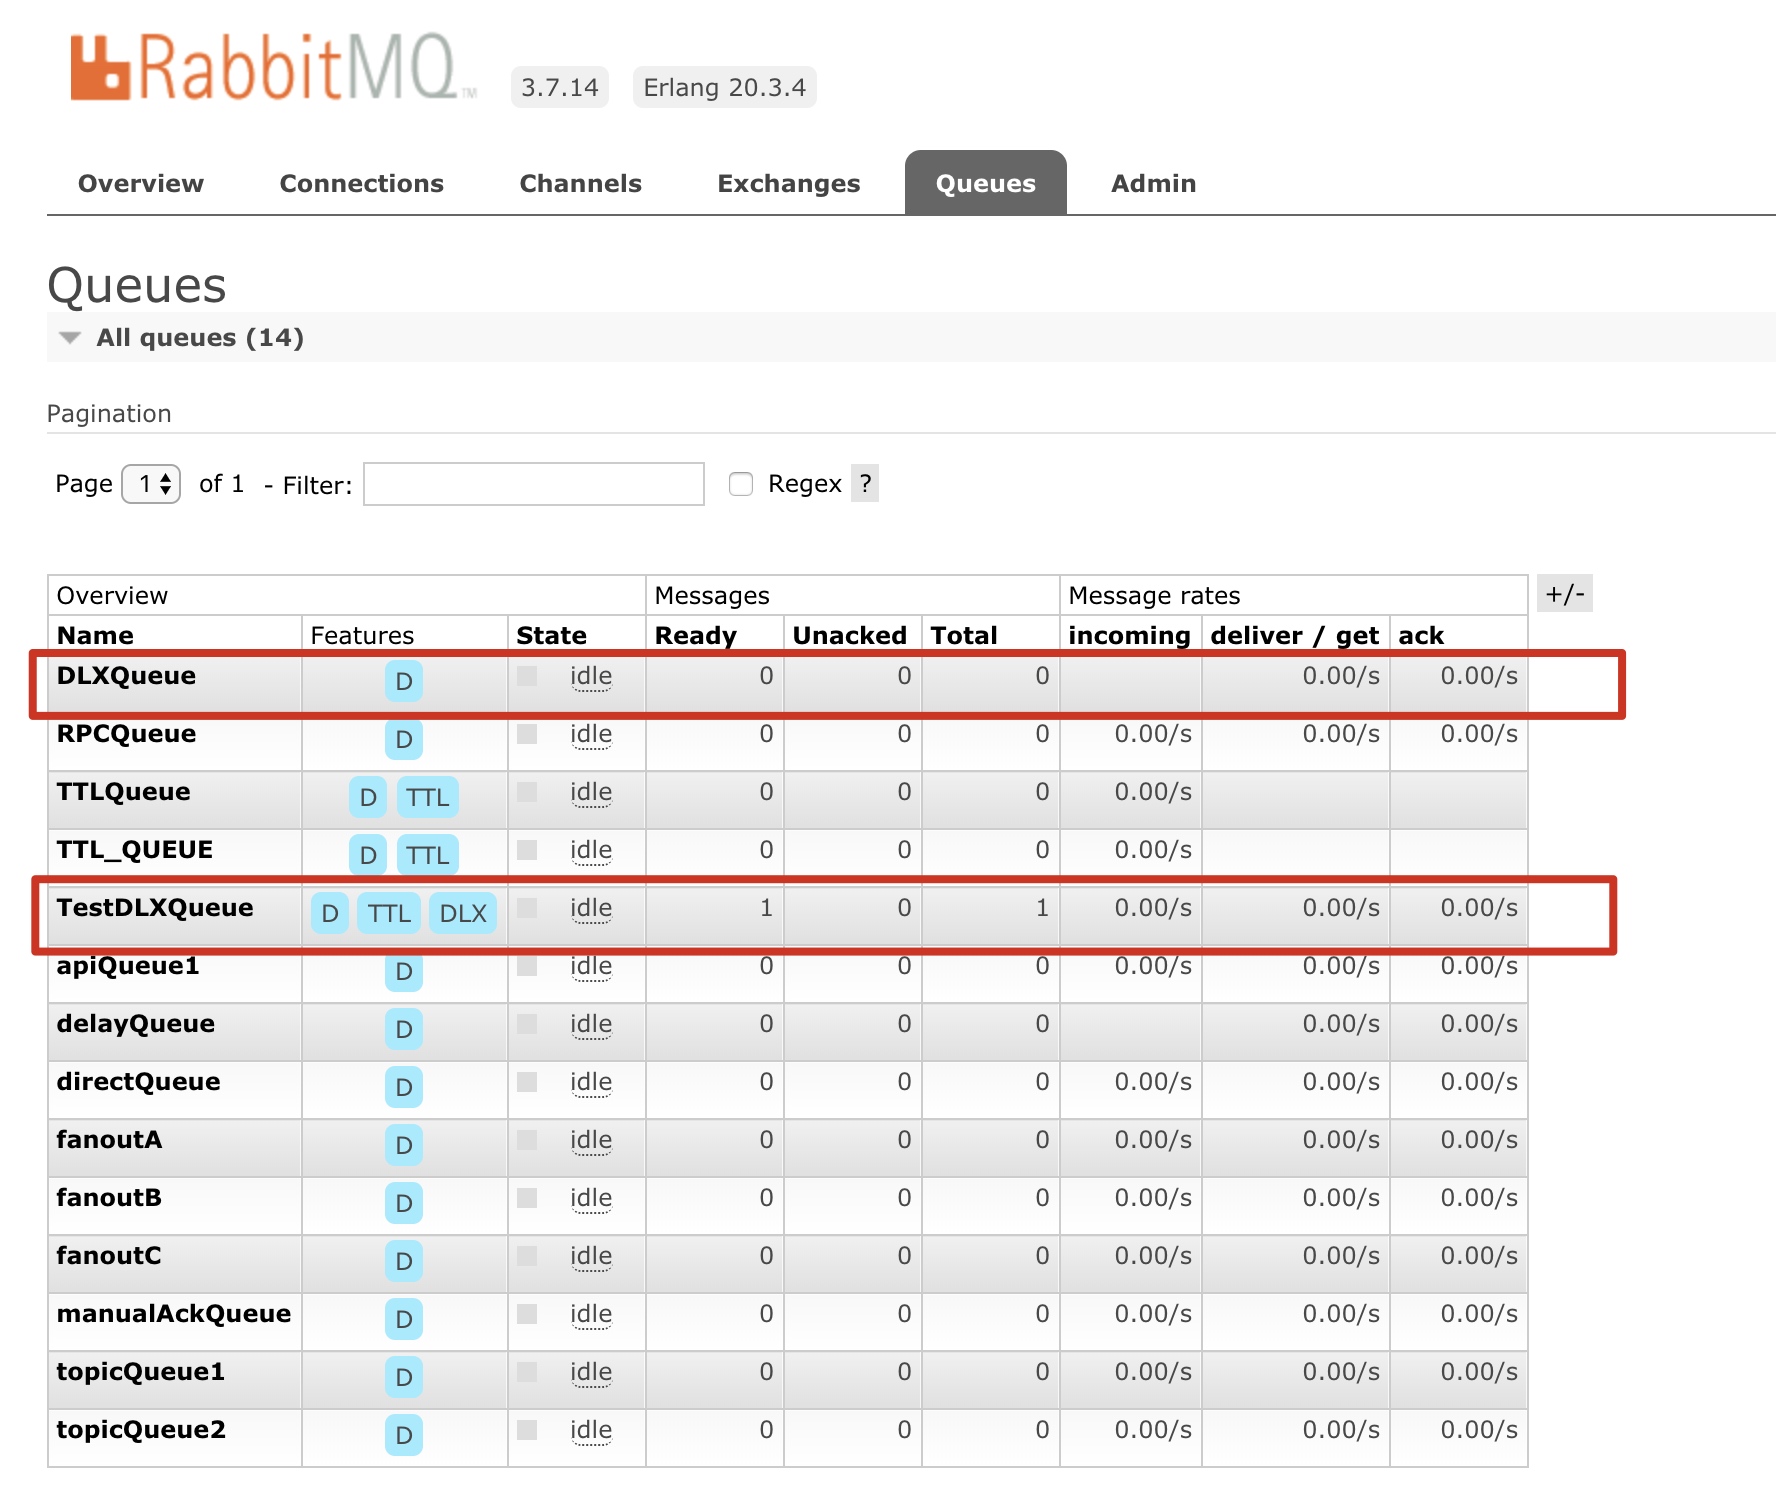 RabbitMQ™ 3.7.14 Erlang 20.3.4
Overview Connections Channels Exchanges Queues Admin
Queues
All queues (14)
Pagination
Page 1 of 1 - Filter: Regex ?
Overview Messages Message rates +/-
Name Features State Ready Unacked Total incoming deliver / get ack
DLXQueue D idle 0 0 0 0.00/s 0.00/s
RPCQueue D idle 0 0 0 0.00/s 0.00/s 0.00/s
TTLQueue D TTL idle 0 0 0 0.00/s
TTL_QUEUE D TTL idle 0 0 0 0.00/s
TestDLXQueue D TTL DLX idle 1 0 1 0.00/s 0.00/s 0.00/s
apiQueue1 D idle 0 0 0 0.00/s 0.00/s 0.00/s
delayQueue D idle 0 0 0 0.00/s 0.00/s
directQueue D idle 0 0 0 0.00/s 0.00/s 0.00/s
fanoutA D idle 0 0 0 0.00/s 0.00/s 0.00/s
fanoutB D idle 0 0 0 0.00/s 0.00/s 0.00/s
fanoutC D idle 0 0 0 0.00/s 0.00/s 0.00/s
manualAckQueue D idle 0 0 0 0.00/s 0.00/s 0.00/s
topicQueue1 D idle 0 0 0 0.00/s 0.00/s 0.00/s
topicQueue2 D idle 0 0 0 0.00/s 0.00/s 0.00/s